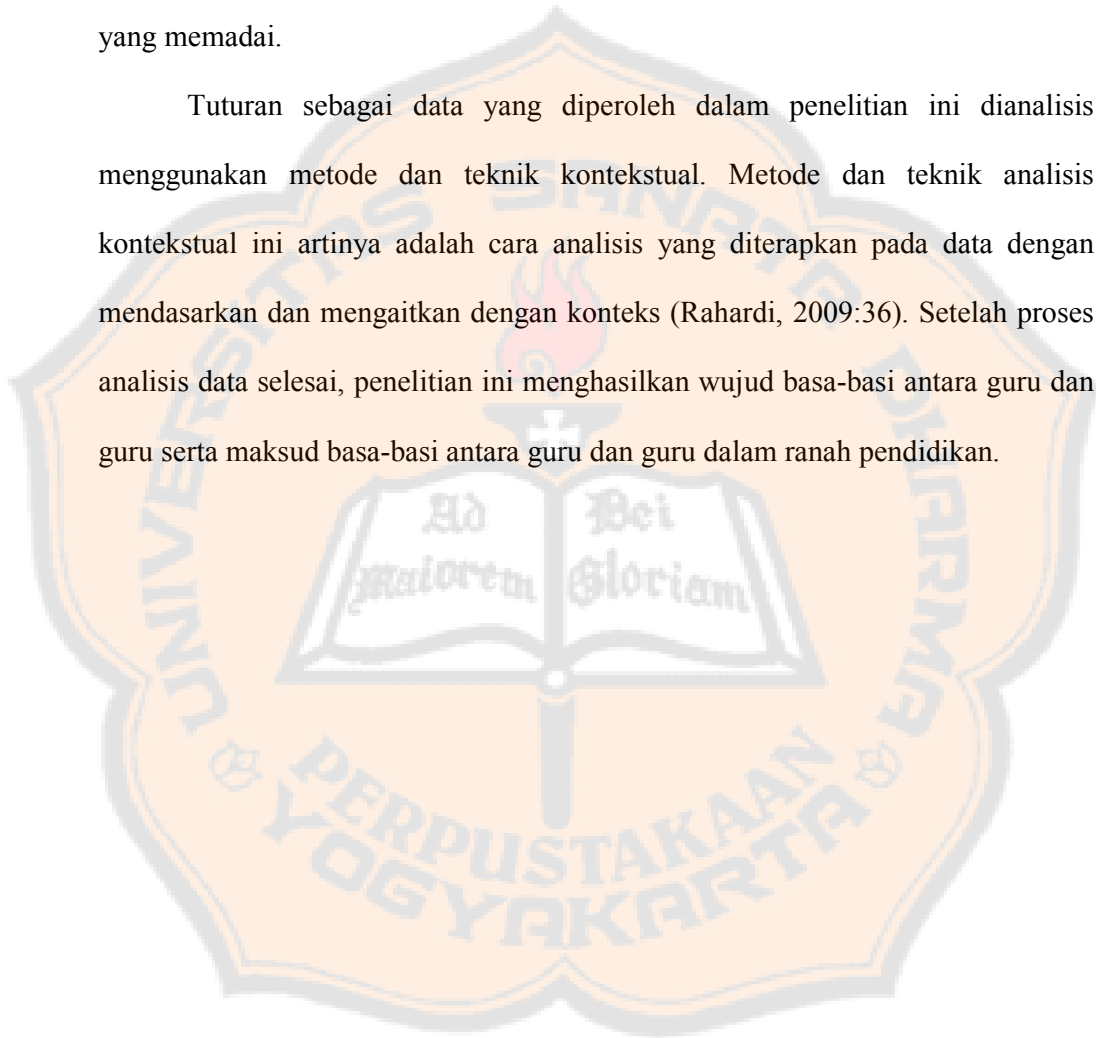 yang memadai.
Tuturan sebagai data yang diperoleh dalam penelitian ini dianalisis
menggunakan metode dan teknik kontekstual. Metode dan teknik analisis
kontekstual ini artinya adalah cara analisis yang diterapkan pada data dengan
mendasarkan dan mengaitkan dengan konteks (Rahardi, 2009:36). Setelah proses
analisis data selesai, penelitian ini menghasilkan wujud basa-basi antara guru dan
guru serta maksud basa-basi antara guru dan guru dalam ranah pendidikan.
UNIVERSITAS SANATA DHARMA
Ad Dei
Maiorem Gloriam
PERPUSTAKAAN
YOGYAKARTA